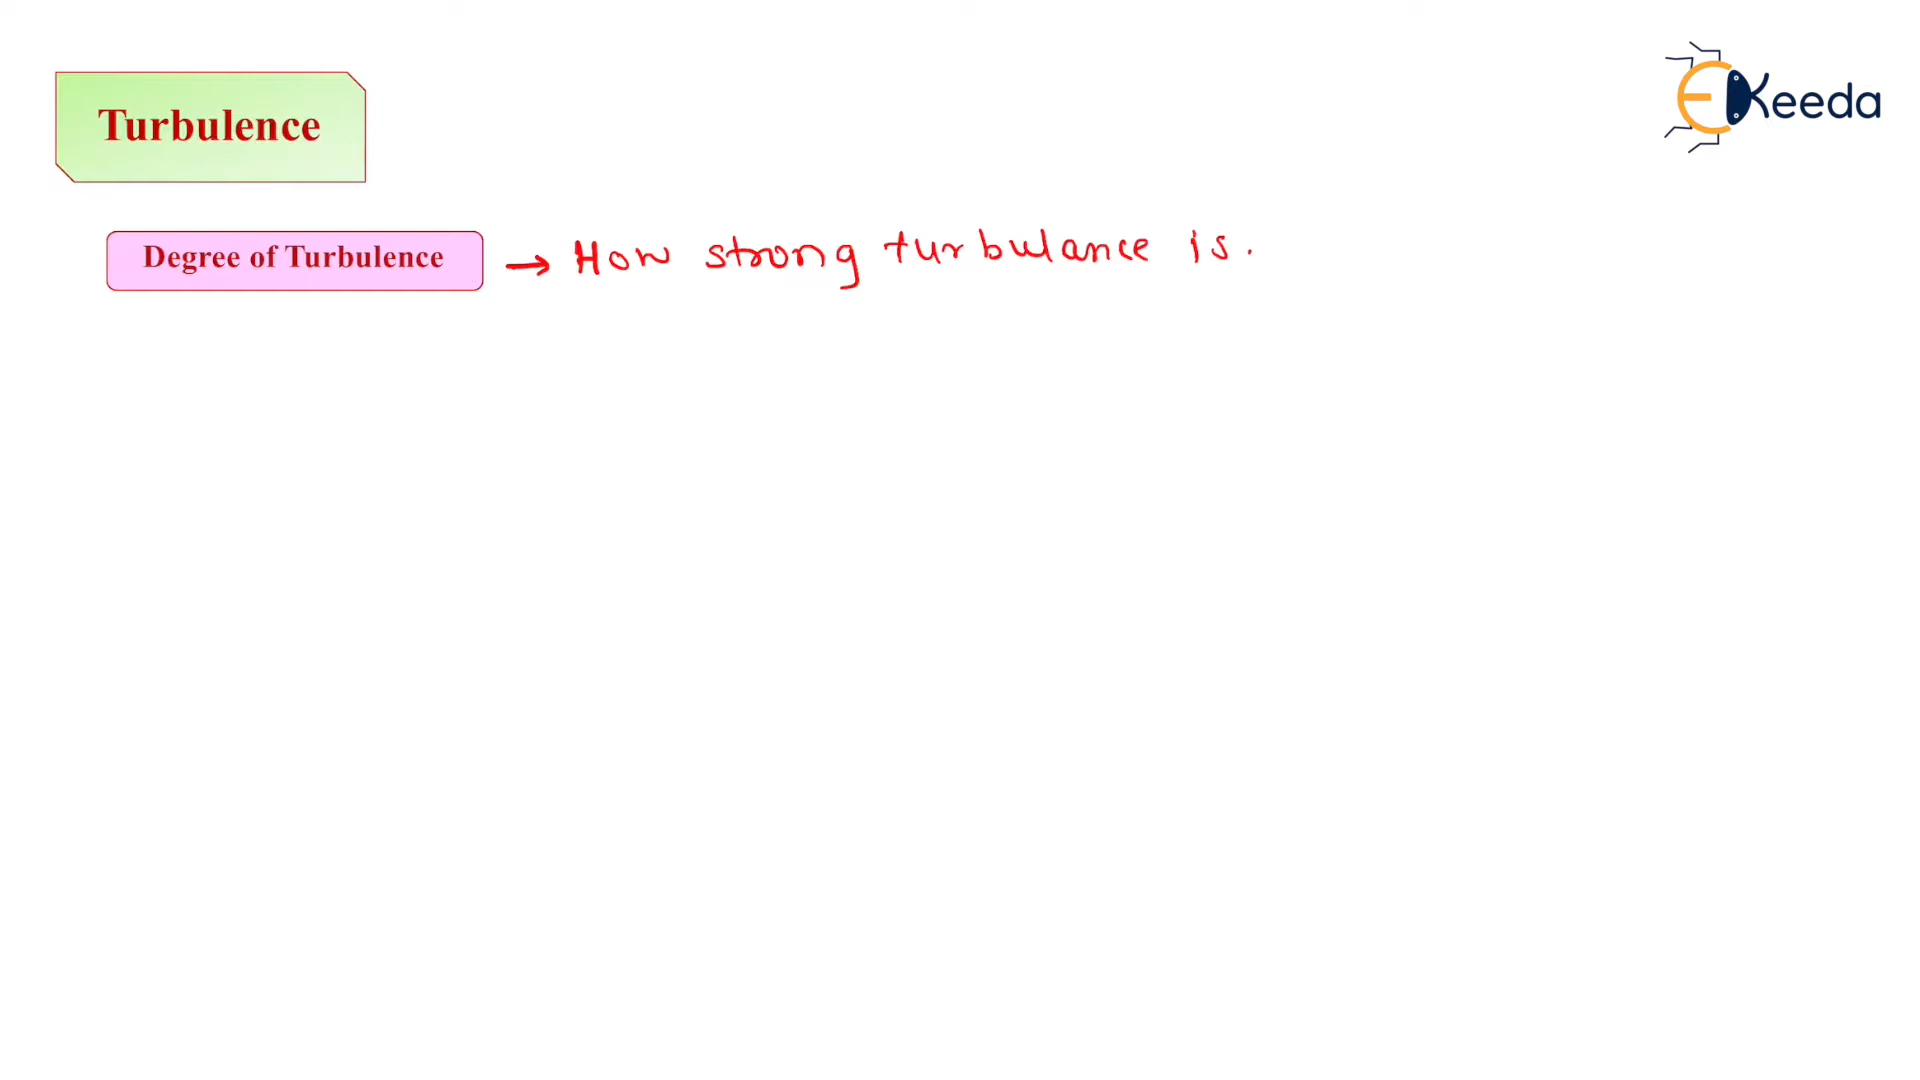 EKeeda
Turbulence
Degree of Turbulence → How strong turbulance is.